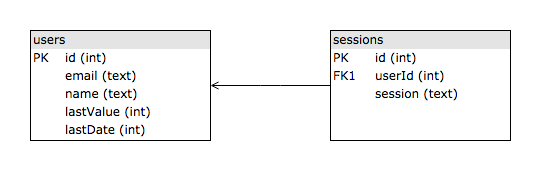 users
PK id (int)
email (text)
name (text)
lastValue (int)
lastDate (int)
sessions
PK id (int)
FK1 userId (int)
session (text)